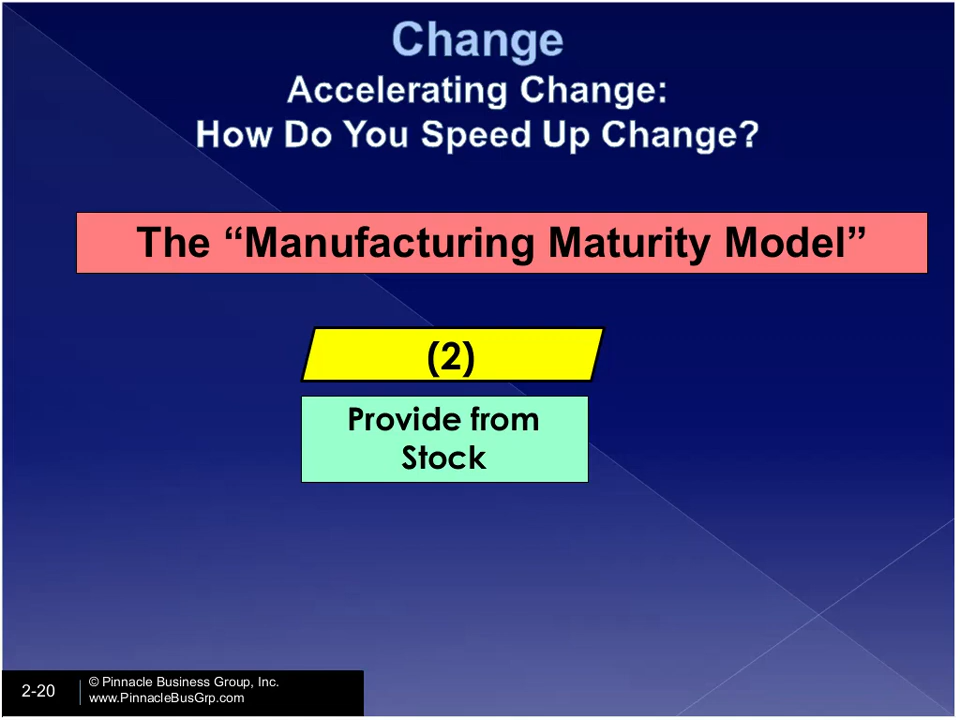 Change
Accelerating Change:
How Do You Speed Up Change?
The “Manufacturing Maturity Model”
(2)
Provide from
Stock
2-20
© Pinnacle Business Group, Inc.
www.PinnacleBusGrp.com